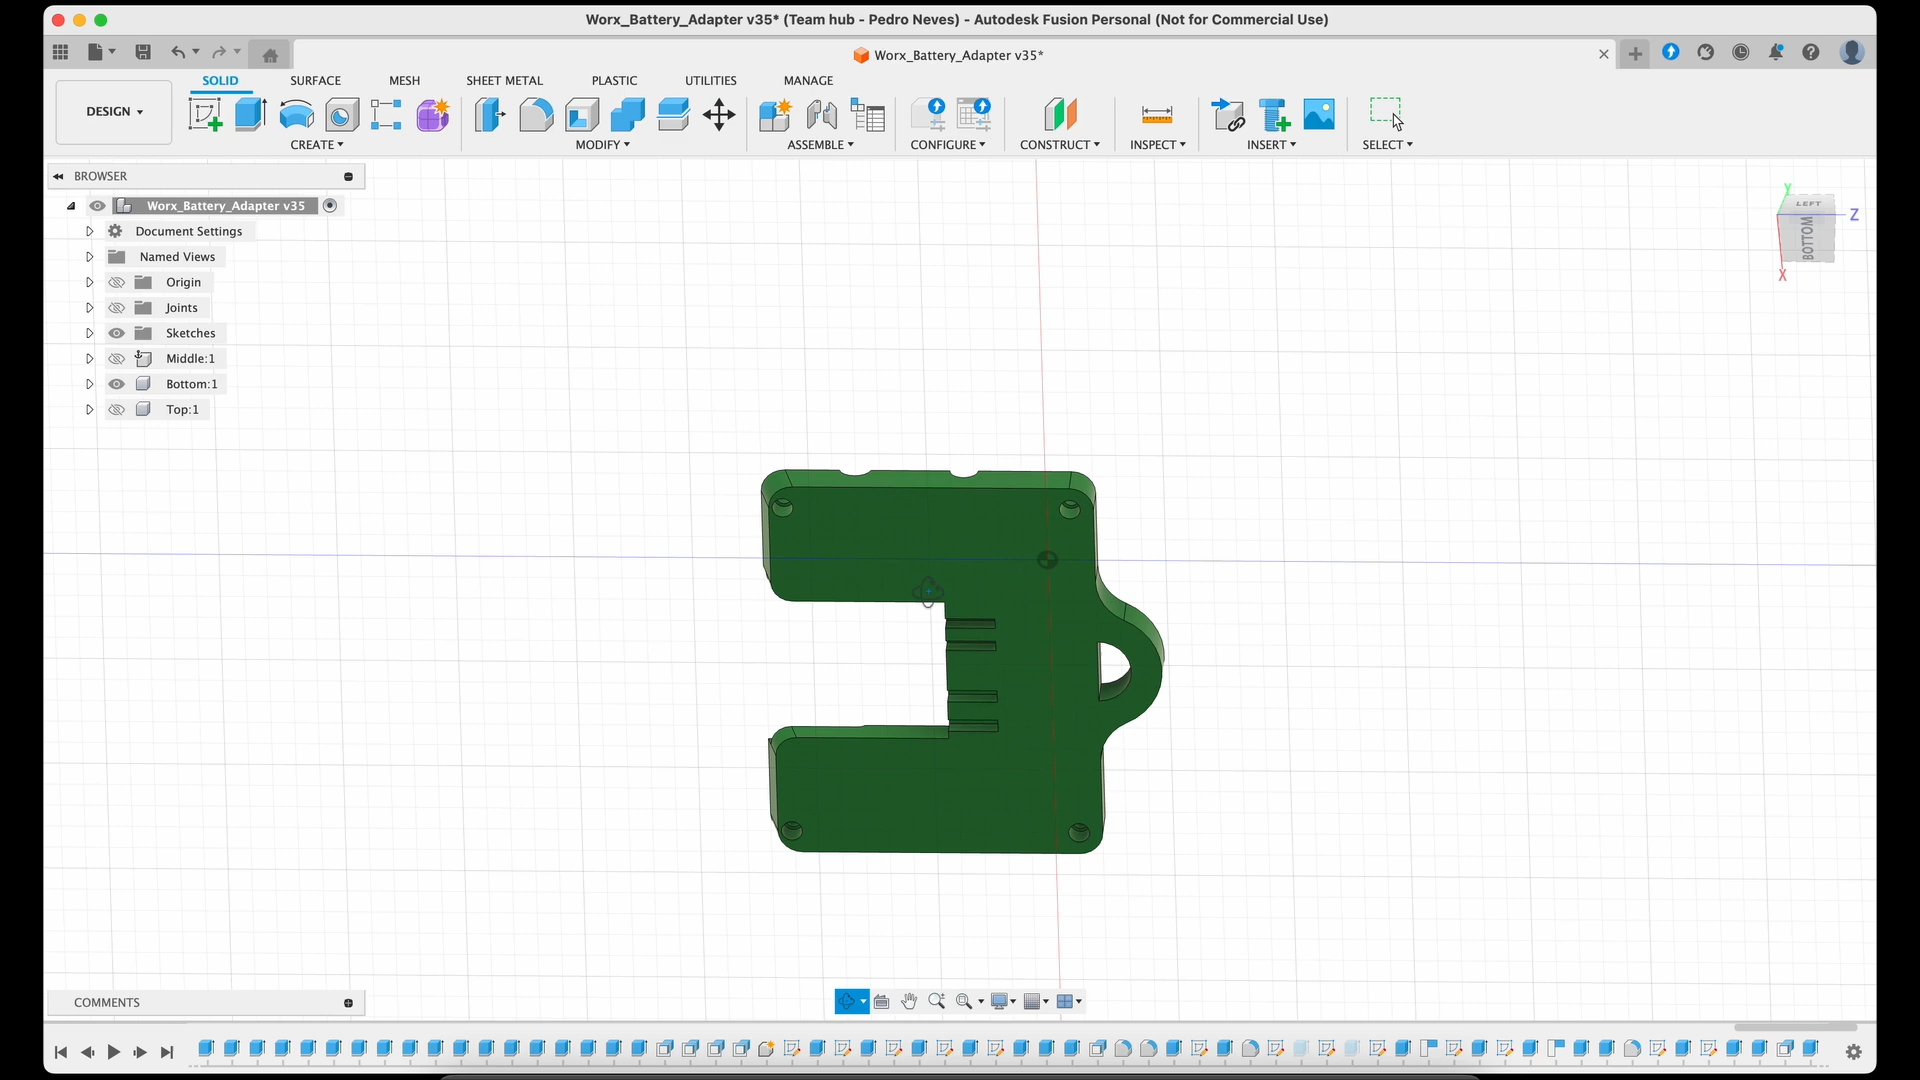 Worx_Battery_Adapter v35* (Team hub - Pedro Neves) - Autodesk Fusion Personal (Not for Commercial Use)
Worx_Battery_Adapter v35*
SOLID SURFACE MESH SHEET METAL PLASTIC UTILITIES MANAGE
DESIGN
CREATE MODIFY ASSEMBLE CONFIGURE CONSTRUCT INSPECT INSERT SELECT
BROWSER
Worx_Battery_Adapter v35
Document Settings
Named Views
Origin
Joints
Sketches
Middle:1
Bottom:1
Top:1
Y
LEFT
Z
BOTTOM
X
COMMENTS